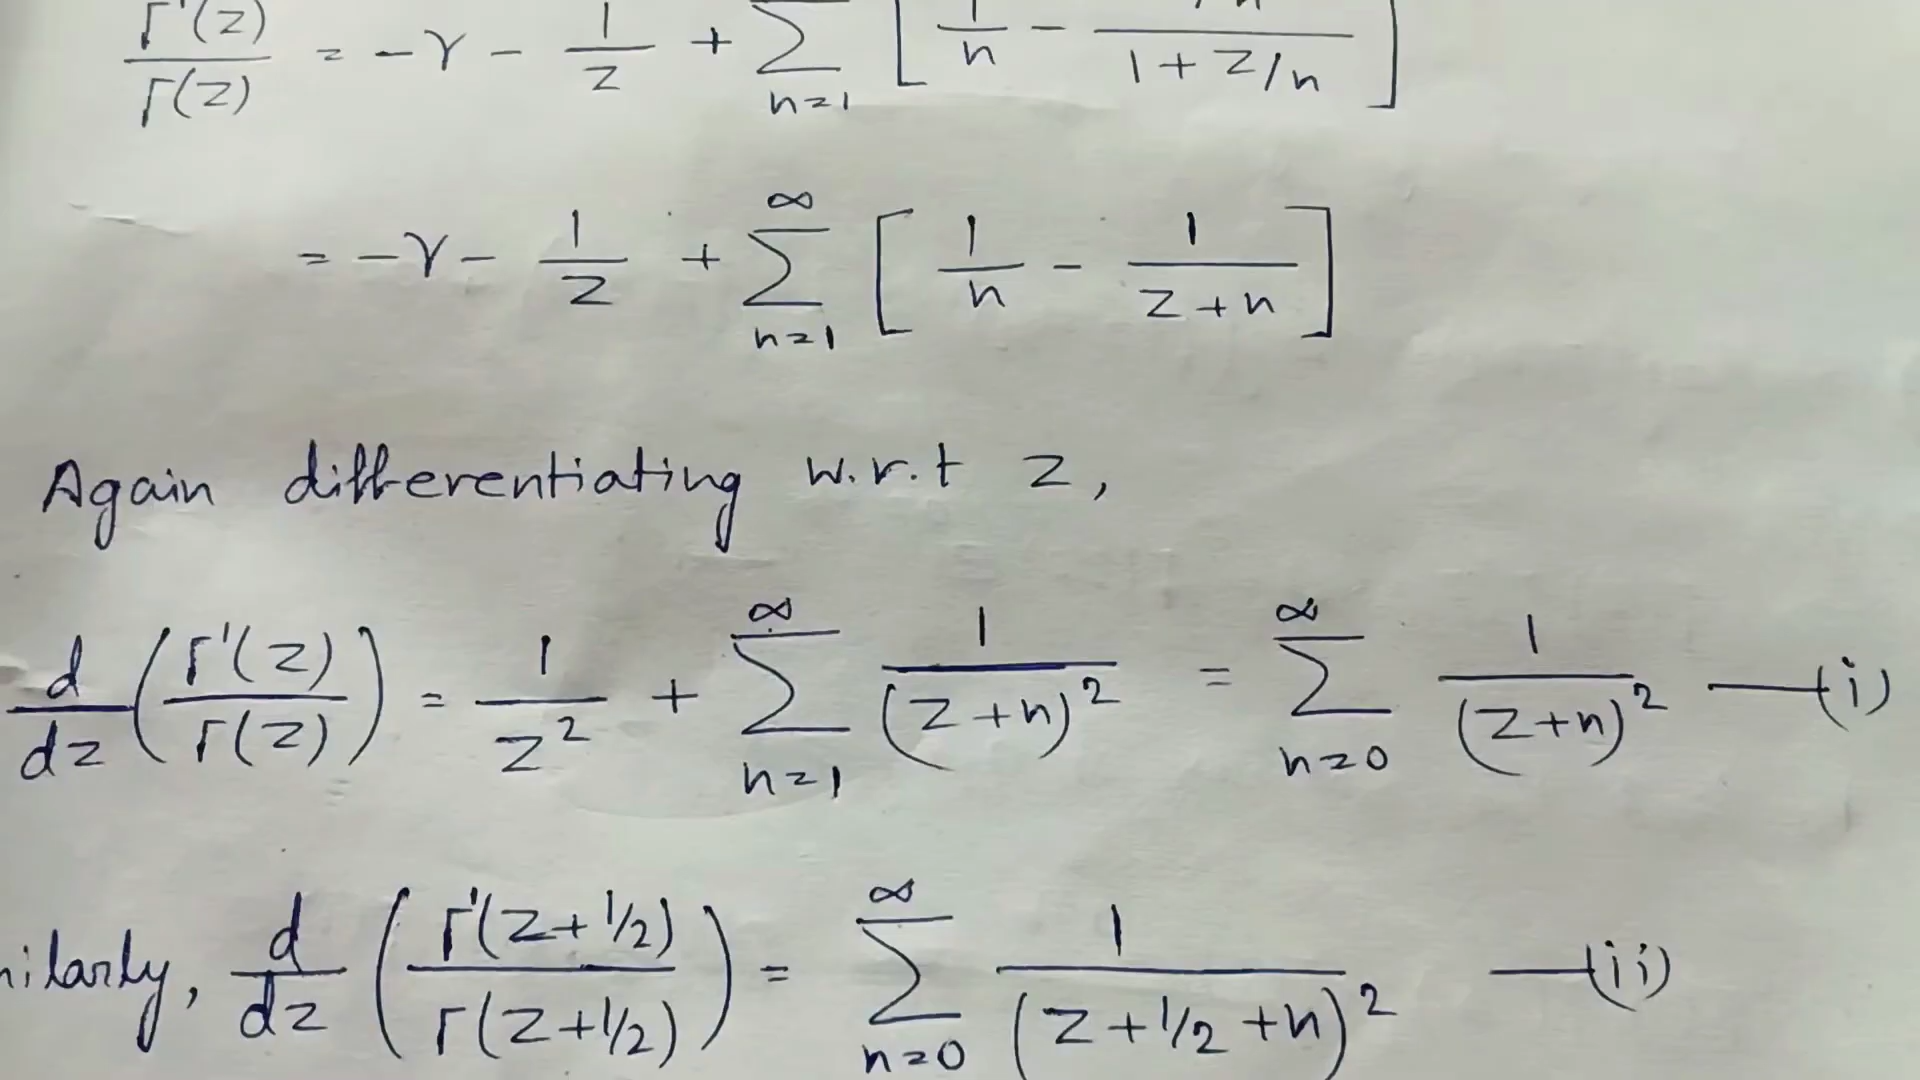 Γ'(z)/Γ(z) = -γ - 1/z + Σ n=1 [ 1/n - 1/n / (1 + z/n) ]
= -γ - 1/z + Σ_{n=1}^{∞} [ 1/n - 1/(z+n) ]
Again differentiating w.r.t z,
d/dz ( Γ'(z)/Γ(z) ) = 1/z² + Σ_{n=1}^{∞} 1/(z+n)² = Σ_{n=0}^{∞} 1/(z+n)² —(i)
ilarly, d/dz ( Γ'(z+1/2)/Γ(z+1/2) ) = Σ_{n=0}^{∞} 1/(z+1/2+n)² —(ii)